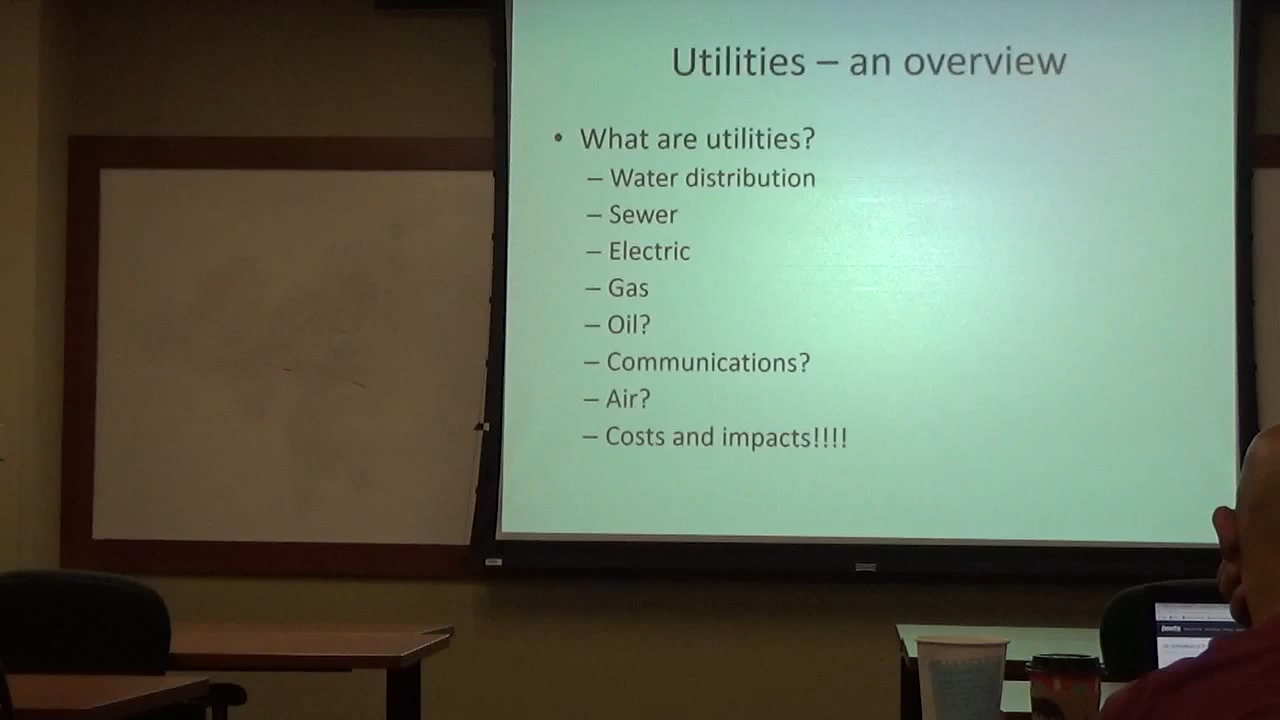 Utilities – an overview
• What are utilities?
– Water distribution
– Sewer
– Electric
– Gas
– Oil?
– Communications?
– Air?
– Costs and impacts!!!!